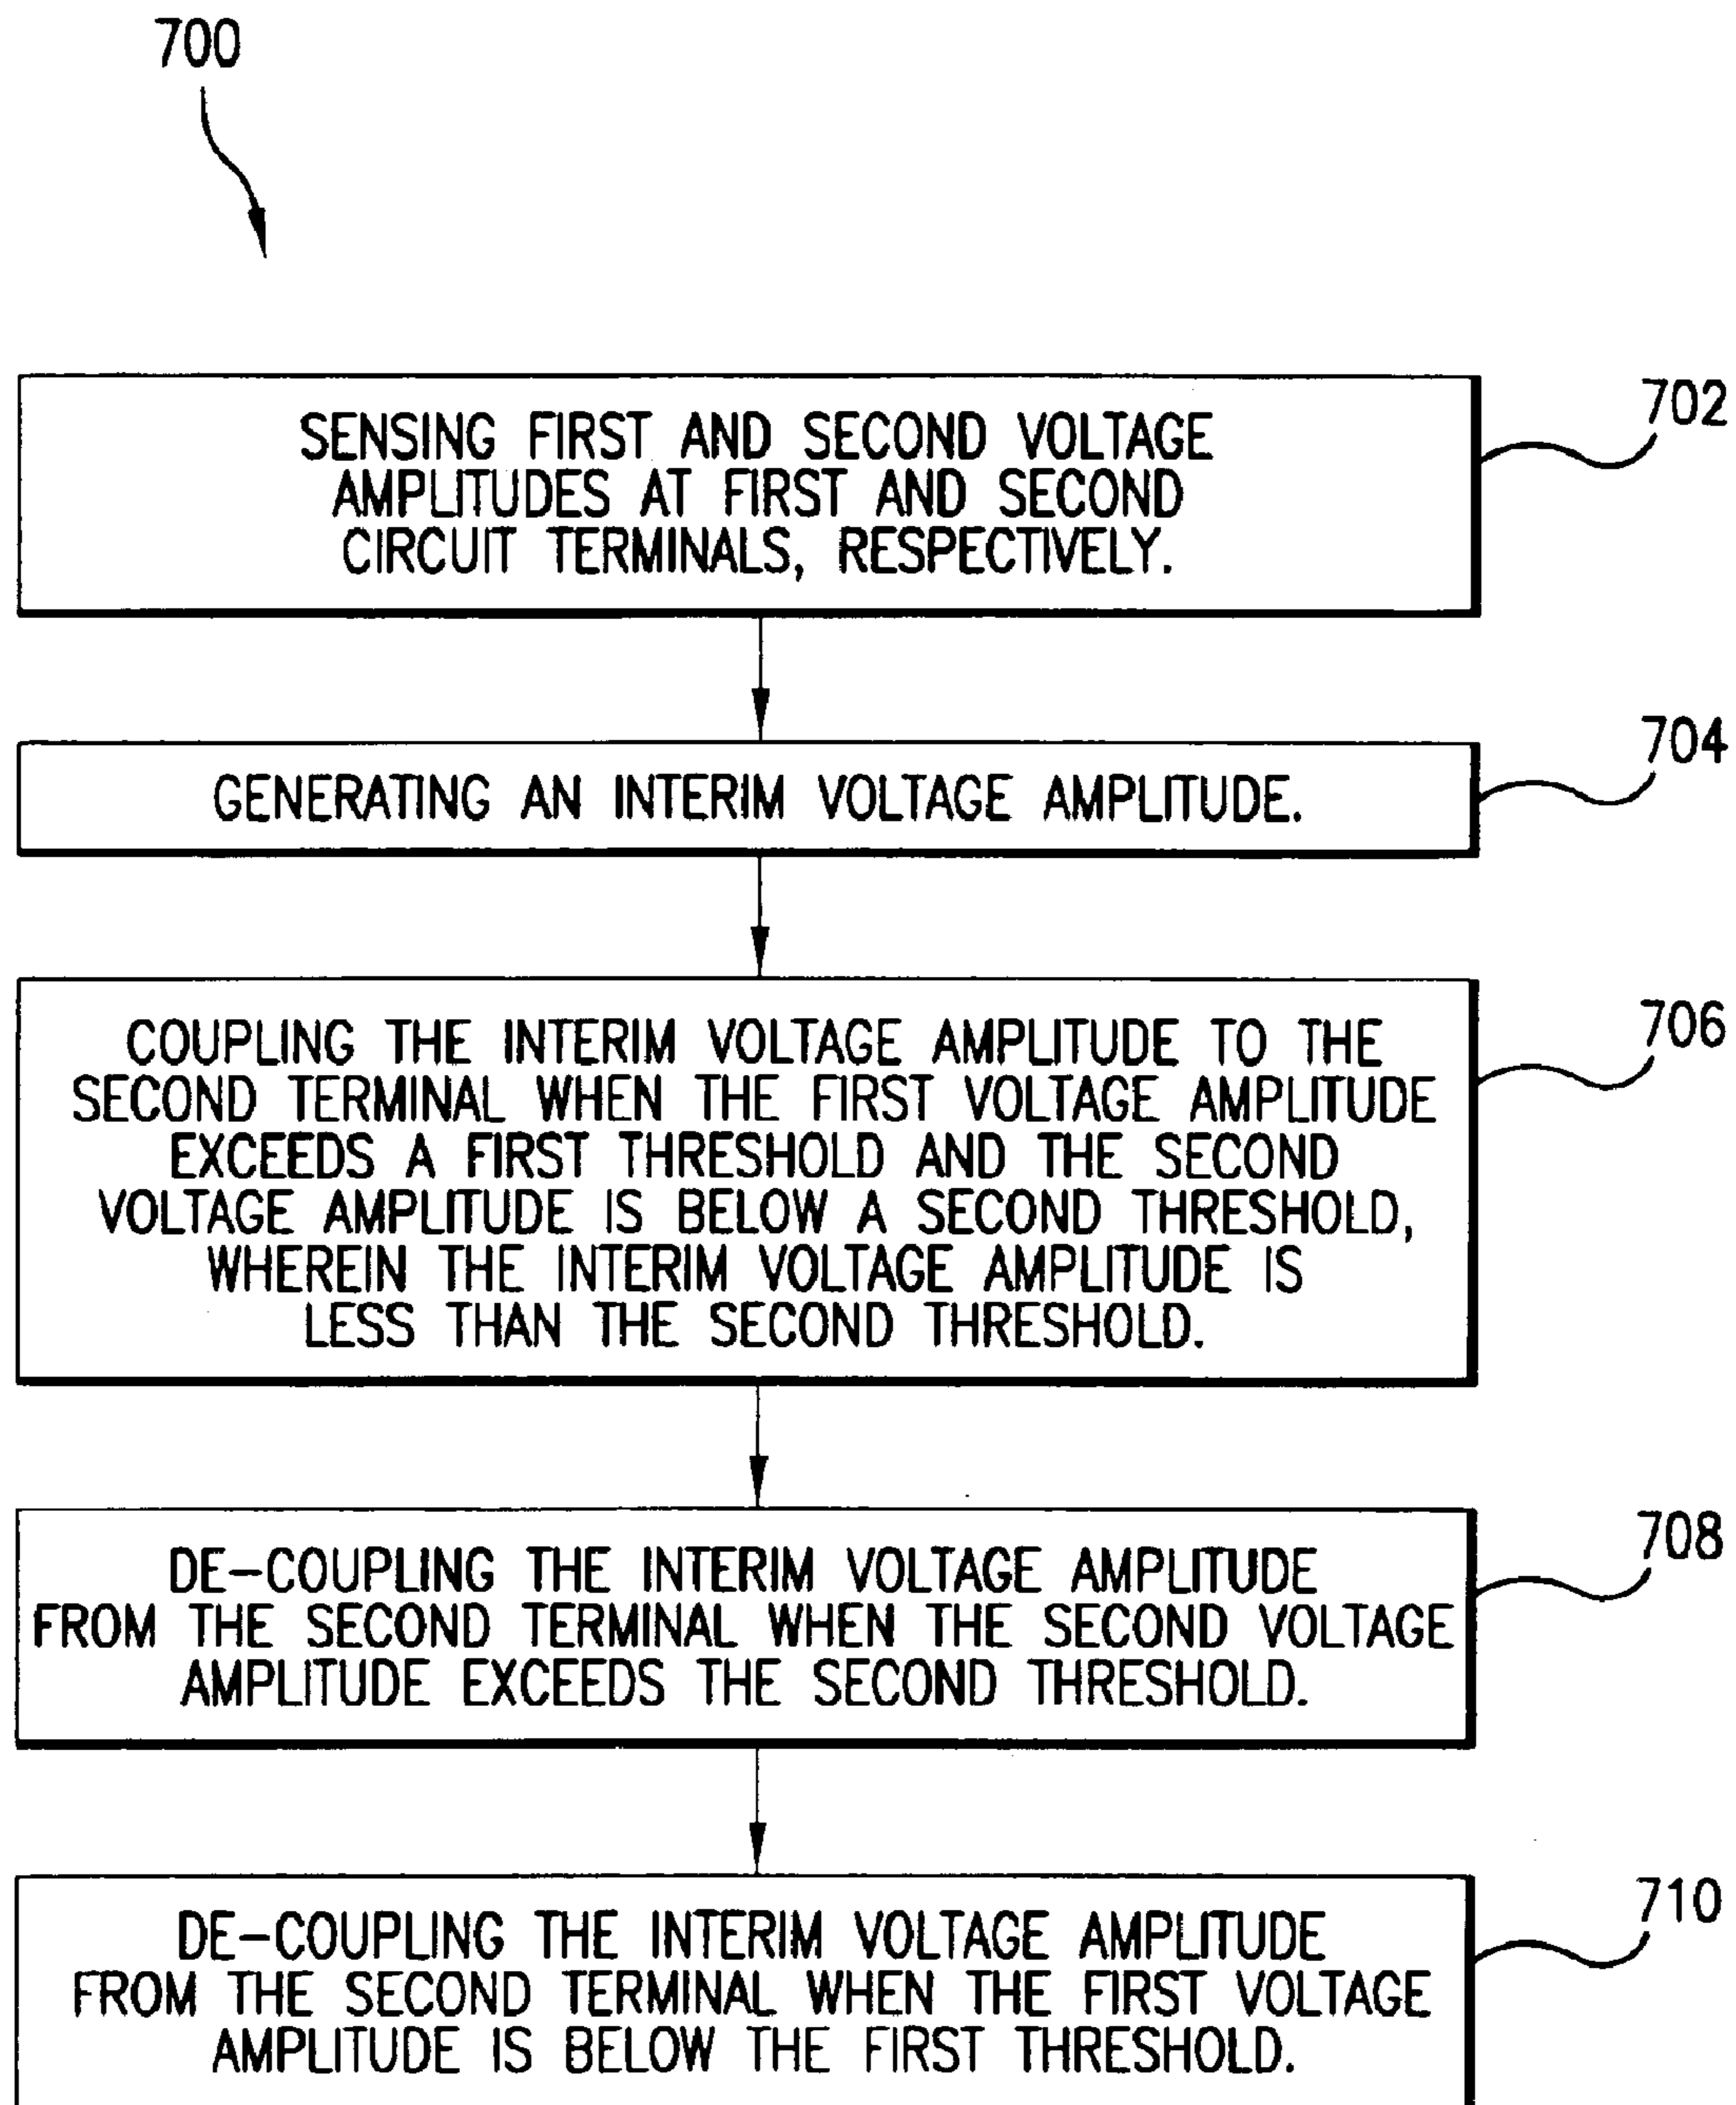 700
702
SENSING FIRST AND SECOND VOLTAGE
AMPLITUDES AT FIRST AND SECOND
CIRCUIT TERMINALS, RESPECTIVELY.
704
GENERATING AN INTERIM VOLTAGE AMPLITUDE.
706
COUPLING THE INTERIM VOLTAGE AMPLITUDE TO THE
SECOND TERMINAL WHEN THE FIRST VOLTAGE AMPLITUDE
EXCEEDS A FIRST THRESHOLD AND THE SECOND
VOLTAGE AMPLITUDE IS BELOW A SECOND THRESHOLD,
WHEREIN THE INTERIM VOLTAGE AMPLITUDE IS
LESS THAN THE SECOND THRESHOLD.
708
DE-COUPLING THE INTERIM VOLTAGE AMPLITUDE
FROM THE SECOND TERMINAL WHEN THE SECOND VOLTAGE
AMPLITUDE EXCEEDS THE SECOND THRESHOLD.
710
DE-COUPLING THE INTERIM VOLTAGE AMPLITUDE
FROM THE SECOND TERMINAL WHEN THE FIRST VOLTAGE
AMPLITUDE IS BELOW THE FIRST THRESHOLD.